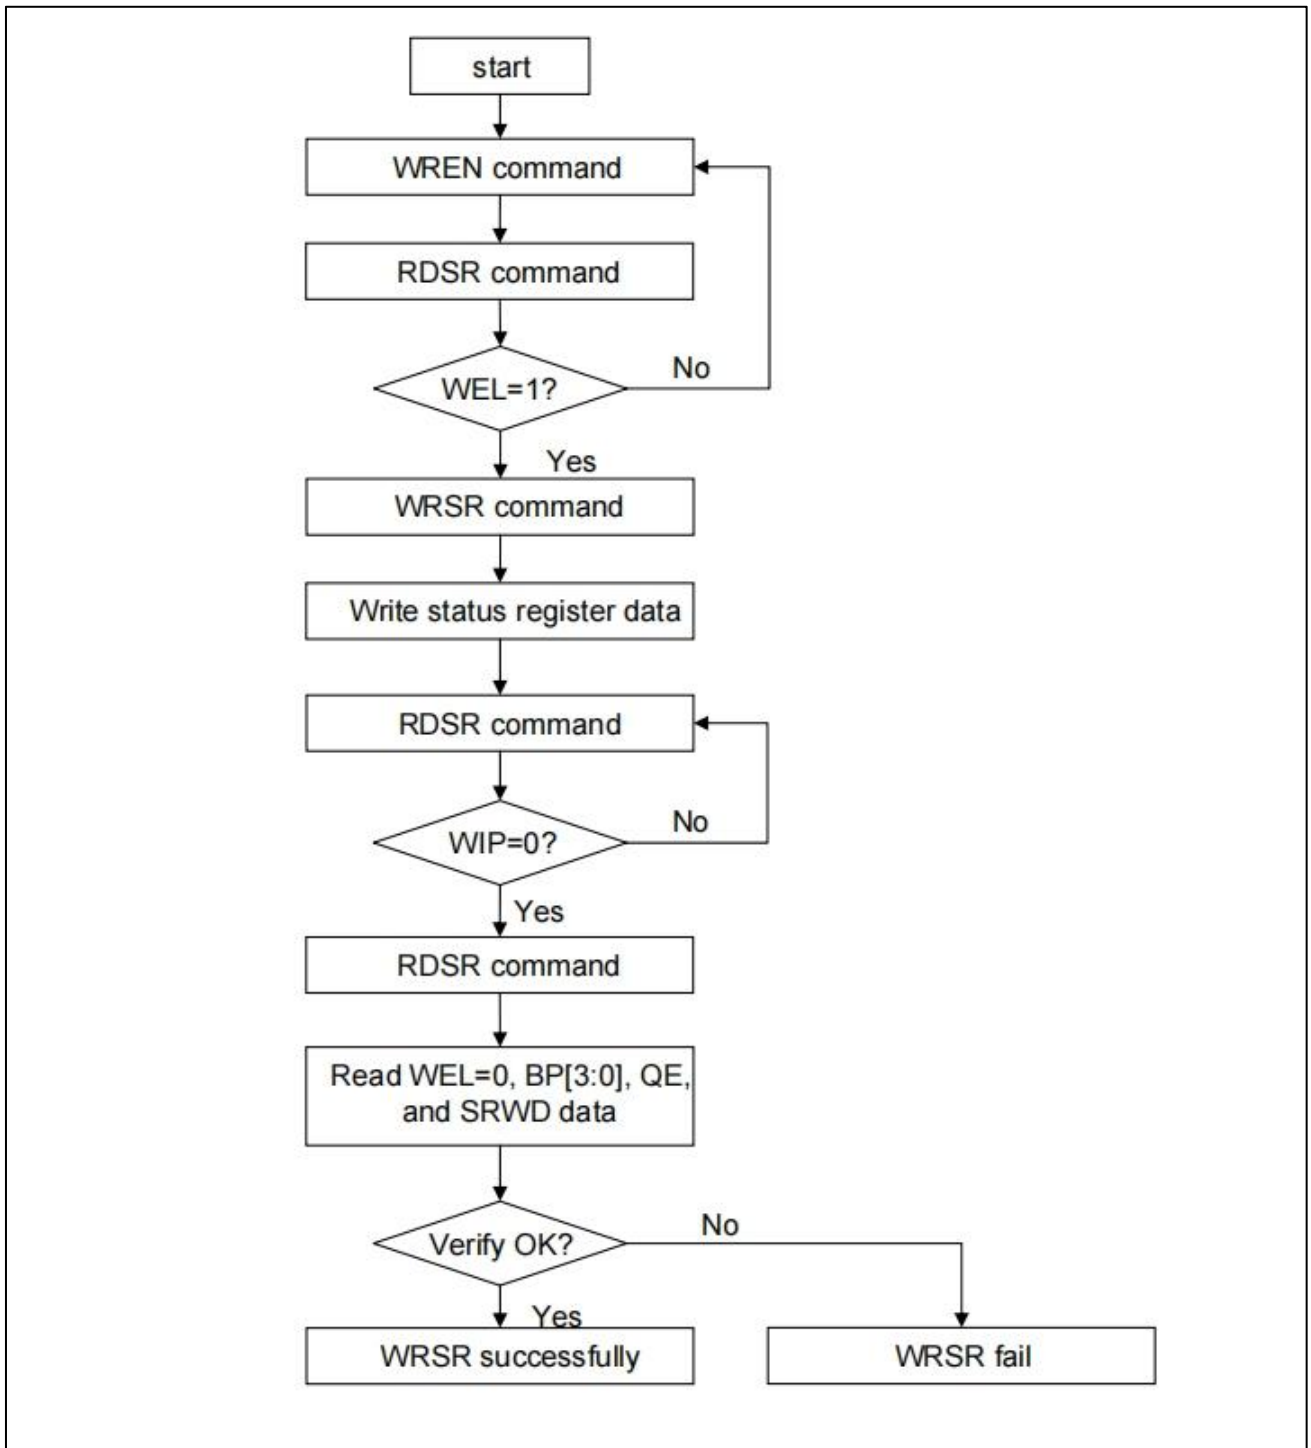 start
WREN command
RDSR command
WEL=1?
No
Yes
WRSR command
Write status register data
RDSR command
WIP=0?
No
Yes
RDSR command
Read WEL=0, BP[3:0], QE,
and SRWD data
Verify OK?
No
Yes
WRSR successfully
WRSR fail